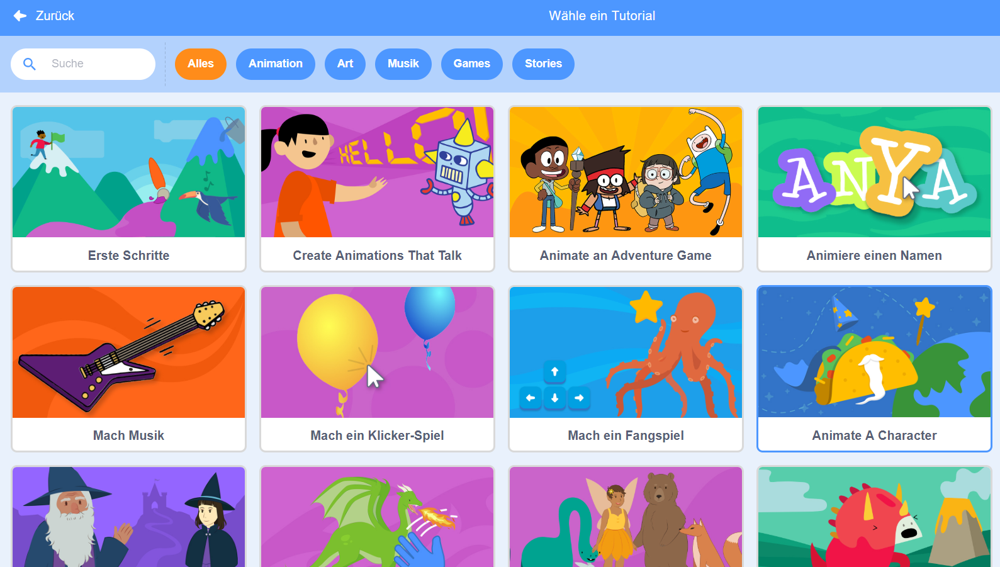 Zurück
Wähle ein Tutorial
Suche
Alles
Animation
Art
Musik
Games
Stories
HELLO
ANYA
Erste Schritte
Create Animations That Talk
Animate an Adventure Game
Animiere einen Namen
Mach Musik
Mach ein Klicker-Spiel
Mach ein Fangspiel
Animate A Character